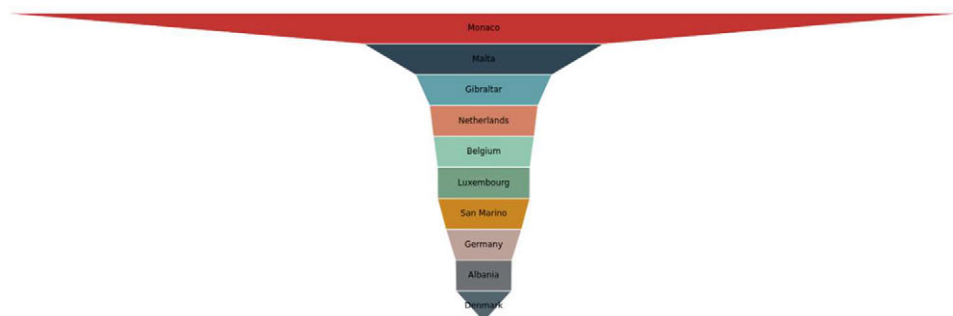 Monaco
Malta
Gibraltar
Netherlands
Belgium
Luxembourg
San Marino
Germany
Albania
Denmark